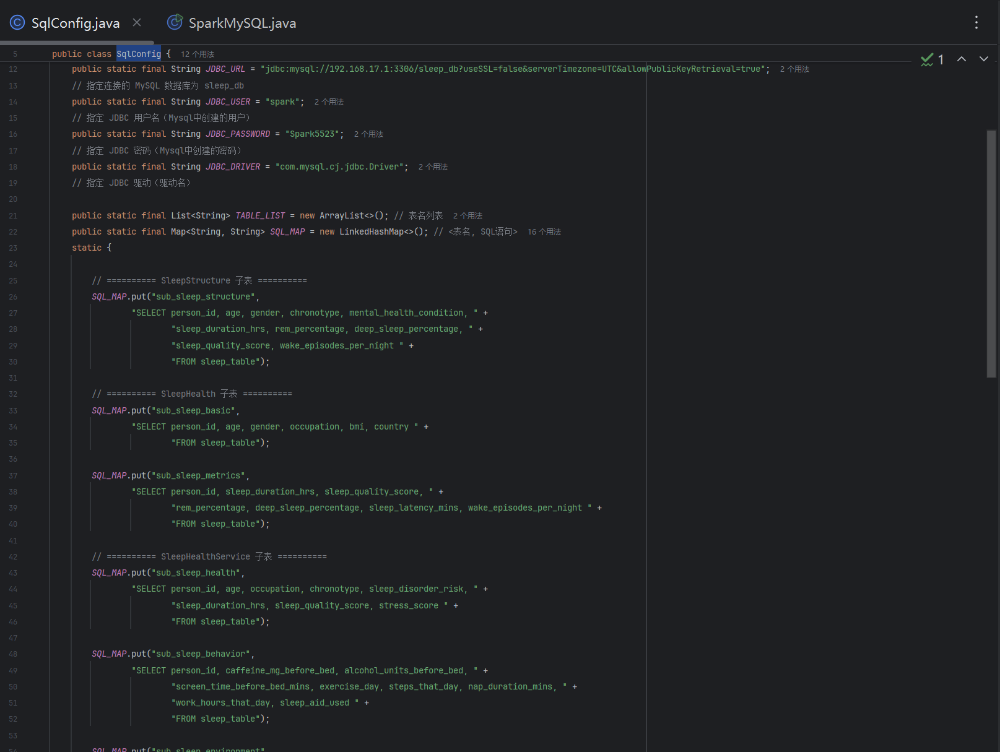 SqlConfig.java
SparkMySQL.java
5 public class SqlConfig { 12 个用法
1
12 public static final String JDBC_URL = "jdbc:mysql://192.168.17.1:3306/sleep_db?useSSL=false&serverTimezone=UTC&allowPublicKeyRetrieval=true"; 2 个用法
13 // 指定连接的 MySQL 数据库为 sleep_db
14 public static final String JDBC_USER = "spark"; 2 个用法
15 // 指定 JDBC 用户名（Mysql中创建的用户）
16 public static final String JDBC_PASSWORD = "Spark5523"; 2 个用法
17 // 指定 JDBC 密码（Mysql中创建的密码）
18 public static final String JDBC_DRIVER = "com.mysql.cj.jdbc.Driver"; 2 个用法
19 // 指定 JDBC 驱动（驱动名）
20
21 public static final List<String> TABLE_LIST = new ArrayList<>(); // 表名列表 2 个用法
22 public static final Map<String, String> SQL_MAP = new LinkedHashMap<>(); // <表名, SQL语句> 16 个用法
23 static {
24
25 // ========== SleepStructure 子表 ==========
26 SQL_MAP.put("sub_sleep_structure",
27 "SELECT person_id, age, gender, chronotype, mental_health_condition, " +
28 "sleep_duration_hrs, rem_percentage, deep_sleep_percentage, " +
29 "sleep_quality_score, wake_episodes_per_night " +
30 "FROM sleep_table");
31
32 // ========== SleepHealth 子表 ==========
33 SQL_MAP.put("sub_sleep_basic",
34 "SELECT person_id, age, gender, occupation, bmi, country " +
35 "FROM sleep_table");
36
37 SQL_MAP.put("sub_sleep_metrics",
38 "SELECT person_id, sleep_duration_hrs, sleep_quality_score, " +
39 "rem_percentage, deep_sleep_percentage, sleep_latency_mins, wake_episodes_per_night " +
40 "FROM sleep_table");
41
42 // ========== SleepHealthService 子表 ==========
43 SQL_MAP.put("sub_sleep_health",
44 "SELECT person_id, age, occupation, chronotype, sleep_disorder_risk, " +
45 "sleep_duration_hrs, sleep_quality_score, stress_score " +
46 "FROM sleep_table");
47
48 SQL_MAP.put("sub_sleep_behavior",
49 "SELECT person_id, caffeine_mg_before_bed, alcohol_units_before_bed, " +
50 "screen_time_before_bed_mins, exercise_day, steps_that_day, nap_duration_mins, " +
51 "work_hours_that_day, sleep_aid_used " +
52 "FROM sleep_table");
53
54 SQL_MAP.put("sub_sleep_environment"